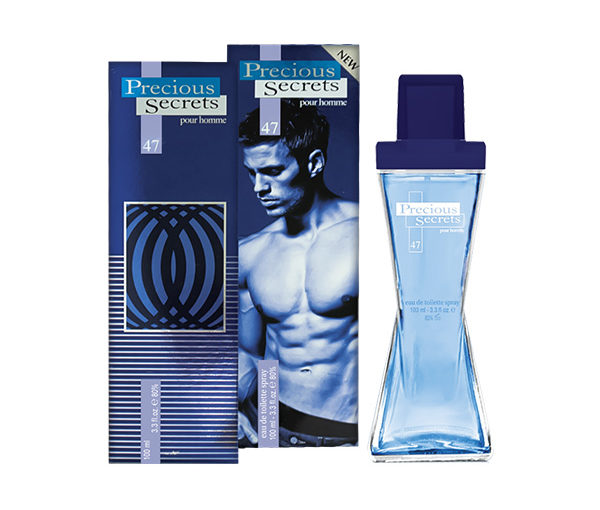 Precious
Secrets
pour homme
47
100 ml 3.3 fl.oz. ℮ 80%
NEW
Precious
Secrets
pour homme
47
eau de toilette spray
100 ml - 3.3 fl.oz. ℮ 80%
Precious
Secrets
pour homme
47
eau de toilette spray
100 ml - 3.3 fl. oz. ℮